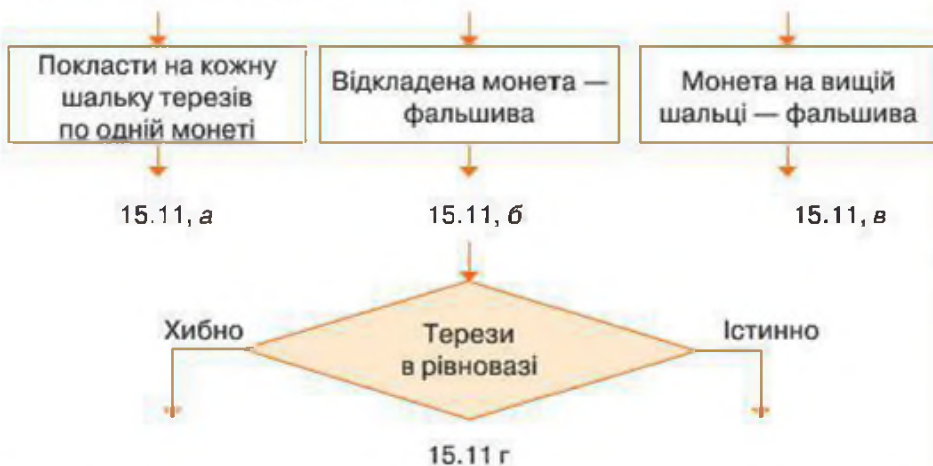 Покласти на кожну
шальку терезів
по одній монеті
Відкладена монета —
фальшива
Монета на вищій
шальці — фальшива
15.11, а
15.11, б
15.11, в
Хибно
Терези
в рівновазі
Істинно
15.11 г